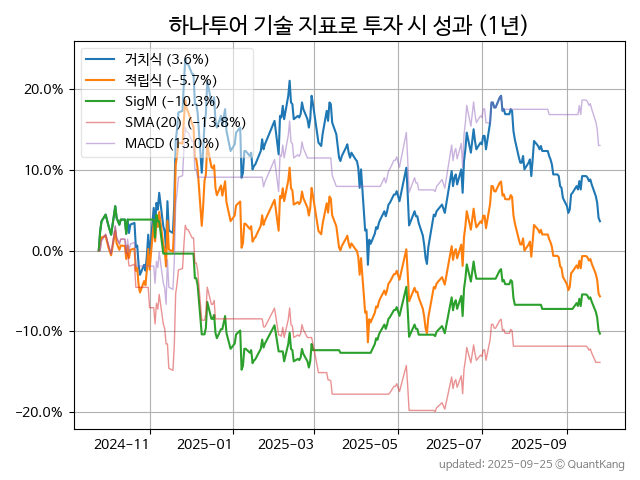 하나투어 기술 지표로 투자 시 성과 (1년)
거치식 (3.6%)
적립식 (−5.7%)
SigM (−10.3%)
SMA(20) (−13.8%)
MACD (13.0%)
20.0%
10.0%
0.0%
−10.0%
−20.0%
2024-11
2025-01
2025-03
2025-05
2025-07
2025-09
updated: 2025-09-25 © QuantKang